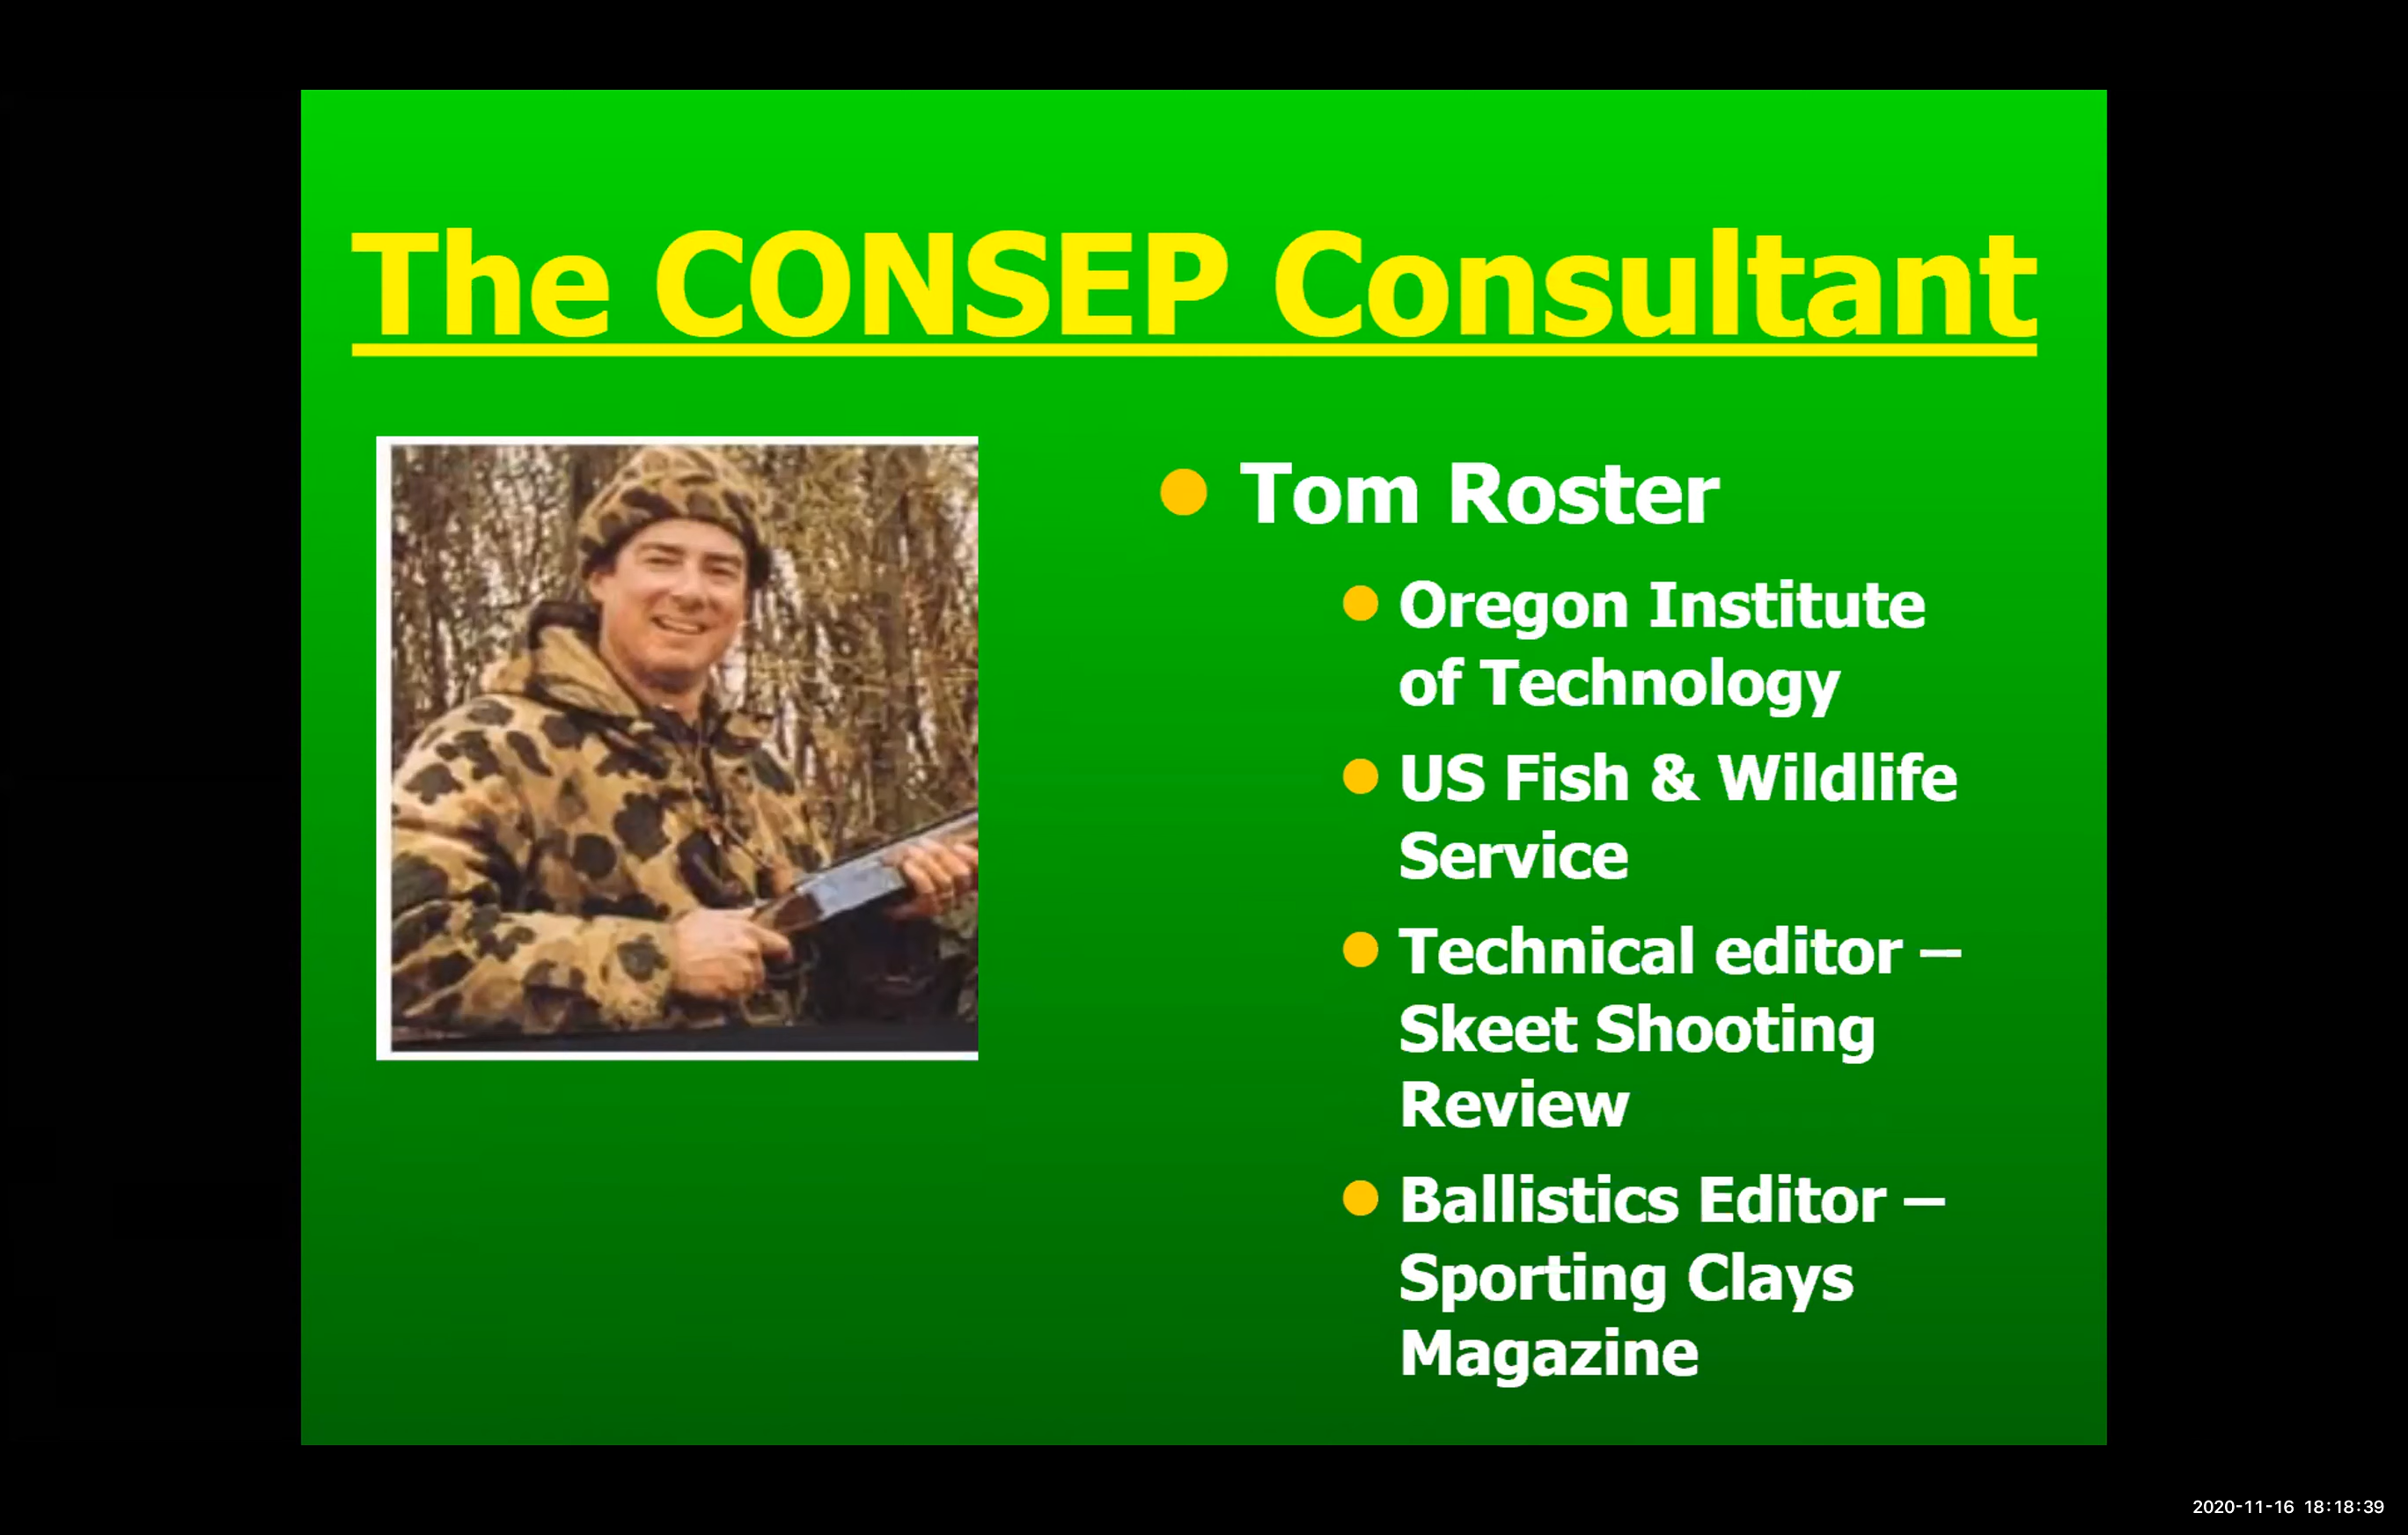 The CONSEP Consultant
Tom Roster
Oregon Institute
of Technology
US Fish & Wildlife
Service
Technical editor –
Skeet Shooting
Review
Ballistics Editor –
Sporting Clays
Magazine
2020-11-16 18:18:39